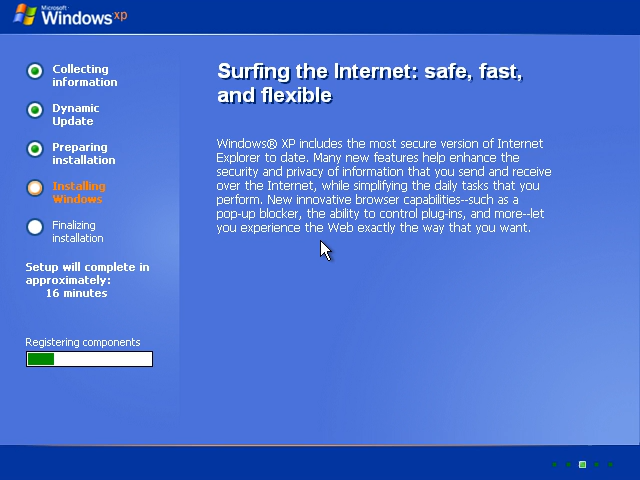 Microsoft
Windows xp
Collecting
information
Dynamic
Update
Preparing
installation
Installing
Windows
Finalizing
installation
Setup will complete in
approximately:
16 minutes
Registering components
Surfing the Internet: safe, fast,
and flexible
Windows® XP includes the most secure version of Internet
Explorer to date. Many new features help enhance the
security and privacy of information that you send and receive
over the Internet, while simplifying the daily tasks that you
perform. New innovative browser capabilities--such as a
pop-up blocker, the ability to control plug-ins, and more--let
you experience the Web exactly the way that you want.